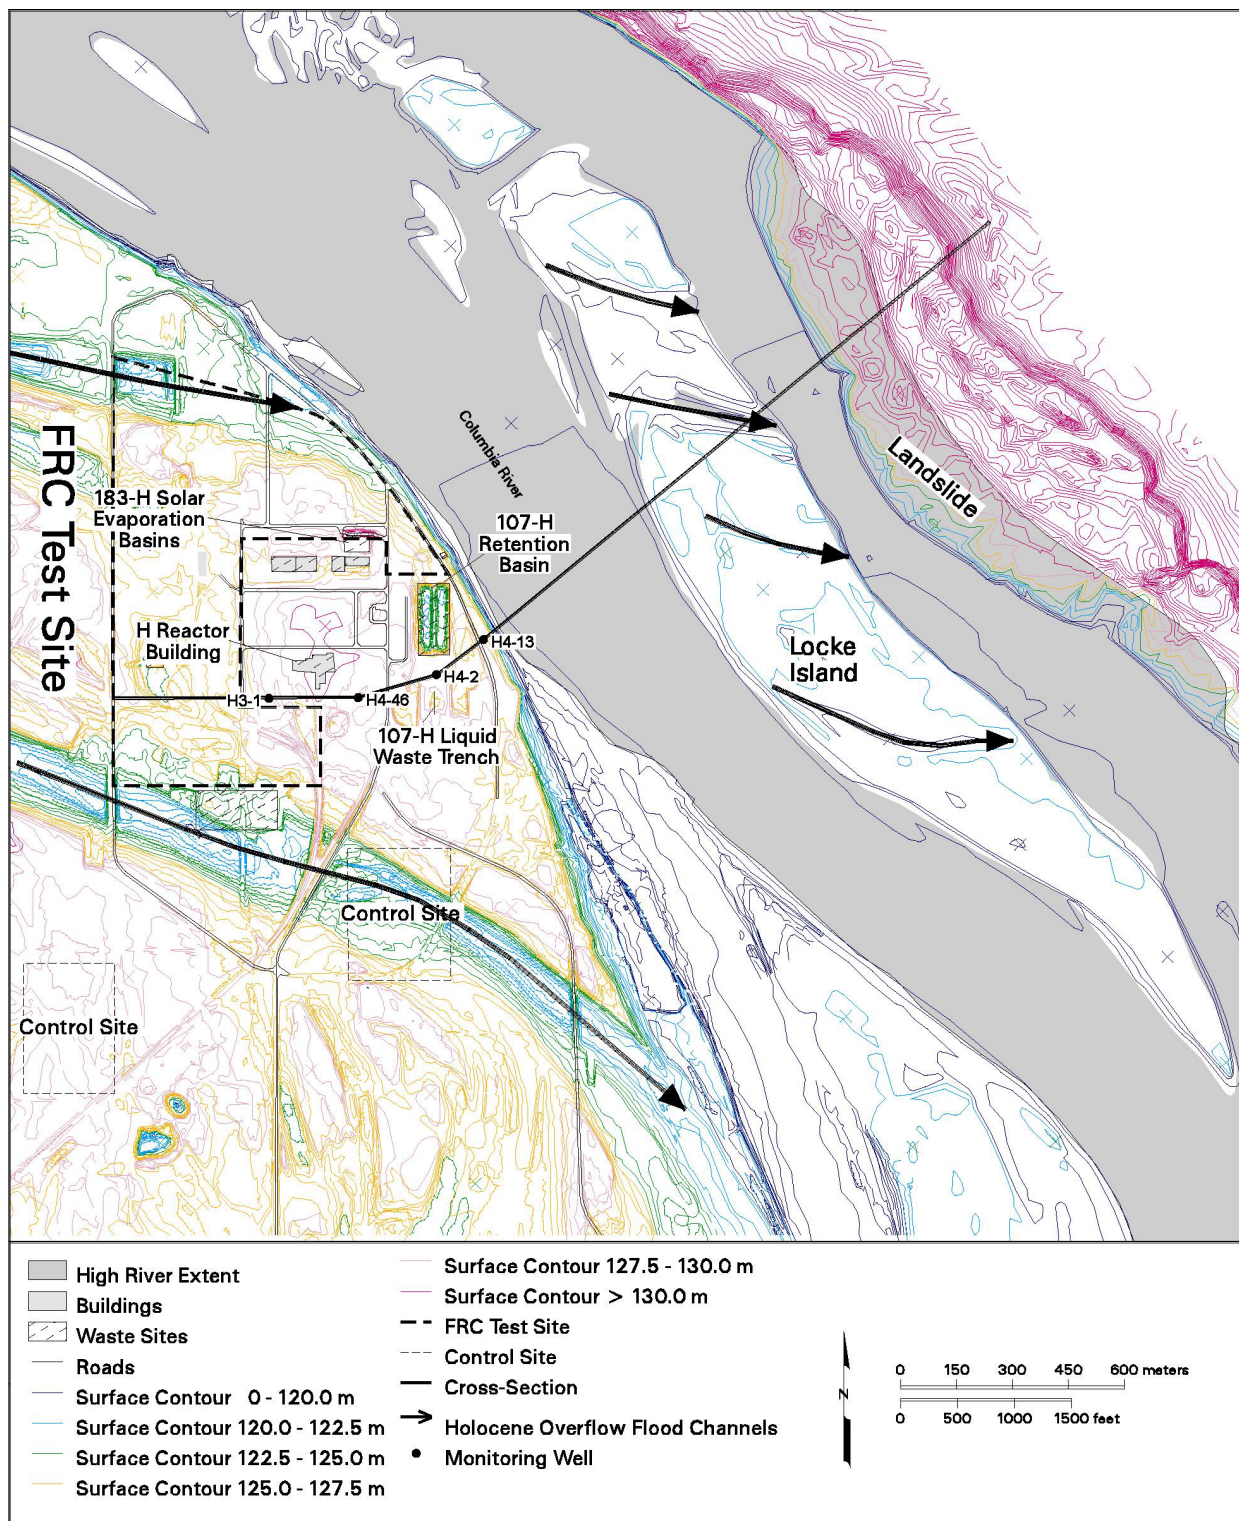 Columbia River
FRC Test Site
183-H Solar
Evaporation
Basins
107-H
Retention
Basin
Landslide
H Reactor
Building
H4-13
Locke
Island
H4-2
H3-1
H4-46
107-H Liquid
Waste Trench
Control Site
Control Site
High River Extent
Buildings
Waste Sites
Roads
Surface Contour 0 - 120.0 m
Surface Contour 120.0 - 122.5 m
Surface Contour 122.5 - 125.0 m
Surface Contour 125.0 - 127.5 m
Surface Contour 127.5 - 130.0 m
Surface Contour > 130.0 m
FRC Test Site
Control Site
Cross-Section
Holocene Overflow Flood Channels
Monitoring Well
N
0 150 300 450 600 meters
0 500 1000 1500 feet